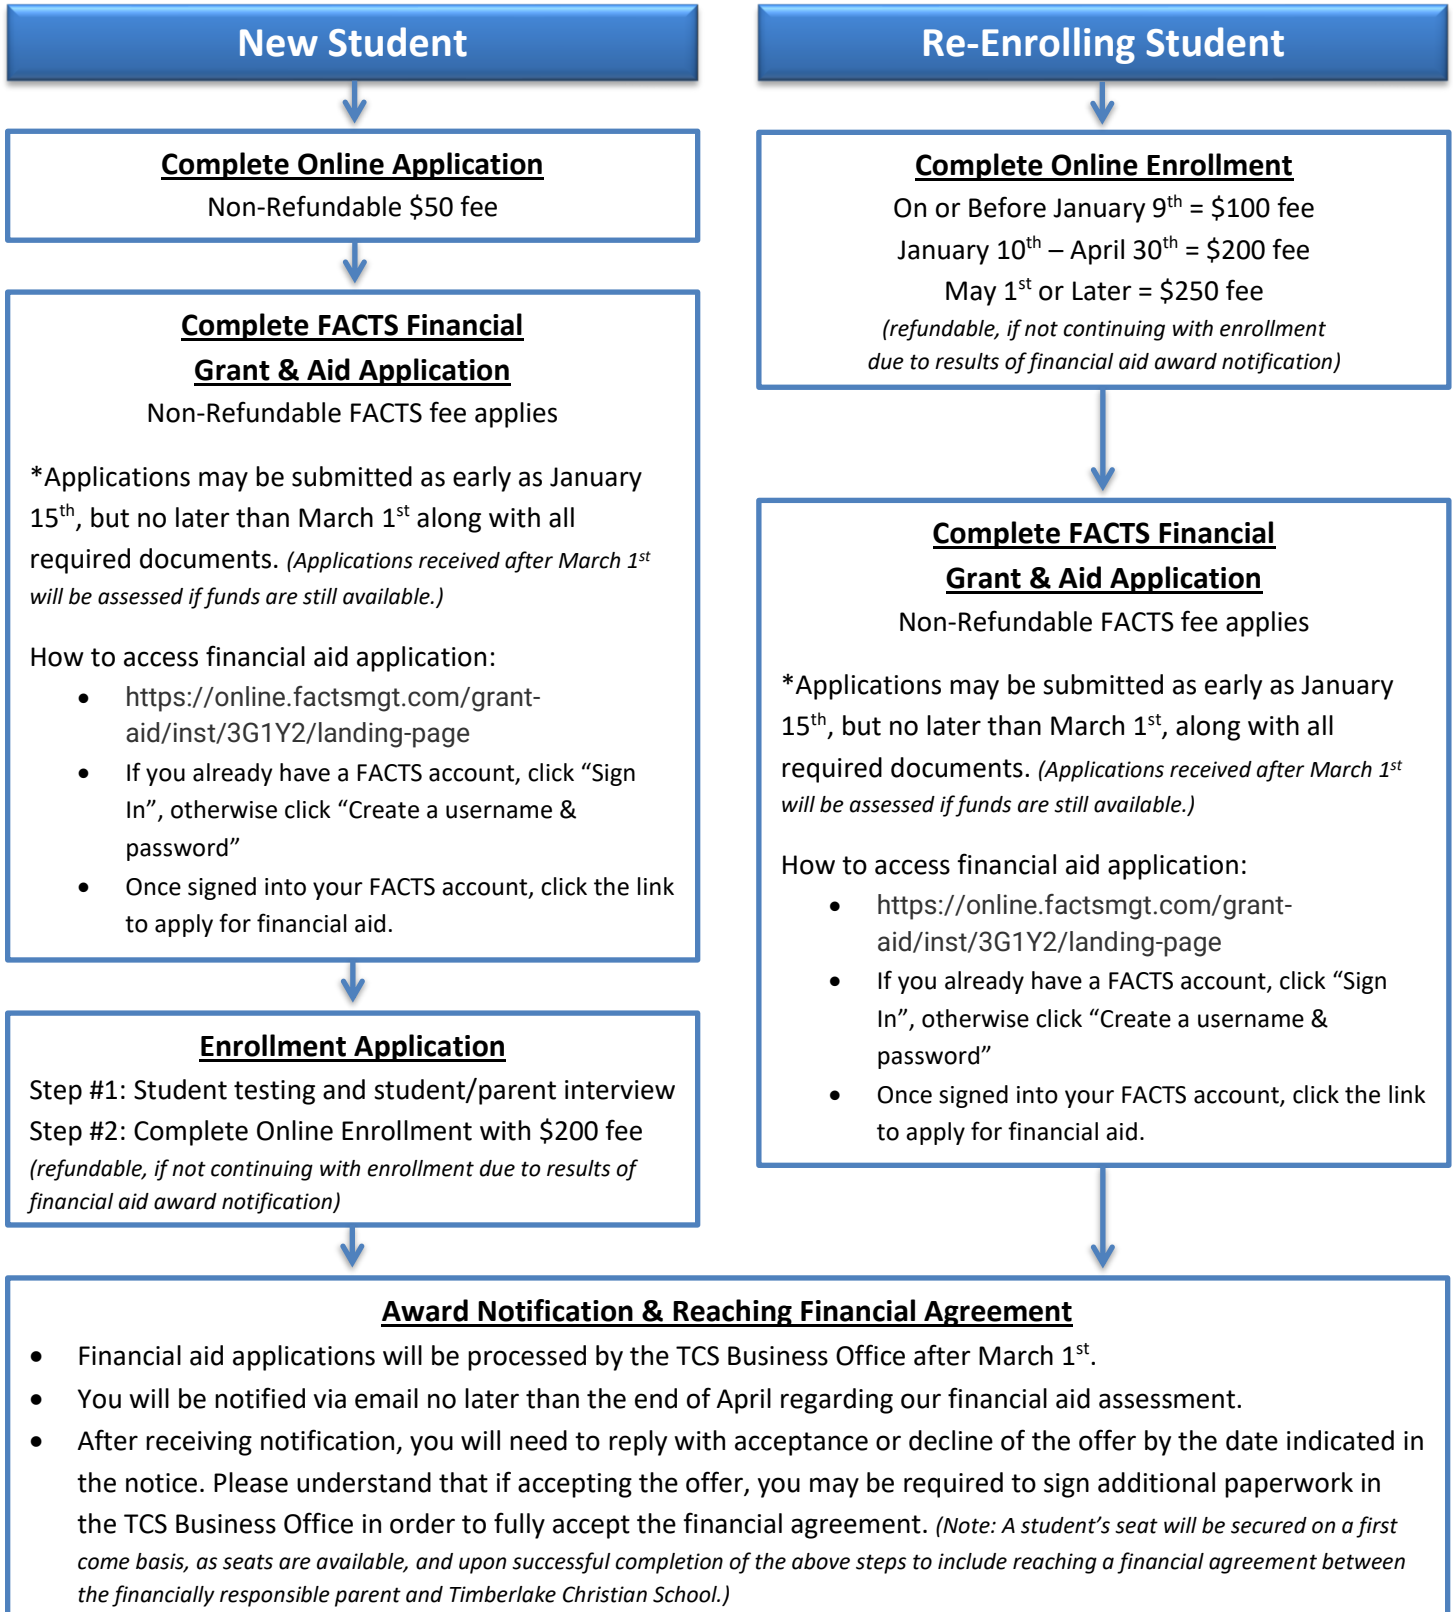 New Student
Complete Online Application
Non-Refundable $50 fee
Complete FACTS Financial
Grant & Aid Application
Non-Refundable FACTS fee applies
*Applications may be submitted as early as January
15th, but no later than March 1st along with all
required documents. (Applications received after March 1st
will be assessed if funds are still available.)
How to access financial aid application:
• https://online.factsmgt.com/grant-
aid/inst/3G1Y2/landing-page
• If you already have a FACTS account, click “Sign
In”, otherwise click “Create a username &
password”
• Once signed into your FACTS account, click the link
to apply for financial aid.
Enrollment Application
Step #1: Student testing and student/parent interview
Step #2: Complete Online Enrollment with $200 fee
(refundable, if not continuing with enrollment due to results of
financial aid award notification)
Re-Enrolling Student
Complete Online Enrollment
On or Before January 9th = $100 fee
January 10th – April 30th = $200 fee
May 1st or Later = $250 fee
(refundable, if not continuing with enrollment
due to results of financial aid award notification)
Complete FACTS Financial
Grant & Aid Application
Non-Refundable FACTS fee applies
*Applications may be submitted as early as January
15th, but no later than March 1st, along with all
required documents. (Applications received after March 1st
will be assessed if funds are still available.)
How to access financial aid application:
• https://online.factsmgt.com/grant-
aid/inst/3G1Y2/landing-page
• If you already have a FACTS account, click “Sign
In”, otherwise click “Create a username &
password”
• Once signed into your FACTS account, click the link
to apply for financial aid.
Award Notification & Reaching Financial Agreement
• Financial aid applications will be processed by the TCS Business Office after March 1st.
• You will be notified via email no later than the end of April regarding our financial aid assessment.
• After receiving notification, you will need to reply with acceptance or decline of the offer by the date indicated in
the notice. Please understand that if accepting the offer, you may be required to sign additional paperwork in
the TCS Business Office in order to fully accept the financial agreement. (Note: A student’s seat will be secured on a first
come basis, as seats are available, and upon successful completion of the above steps to include reaching a financial agreement between
the financially responsible parent and Timberlake Christian School.)